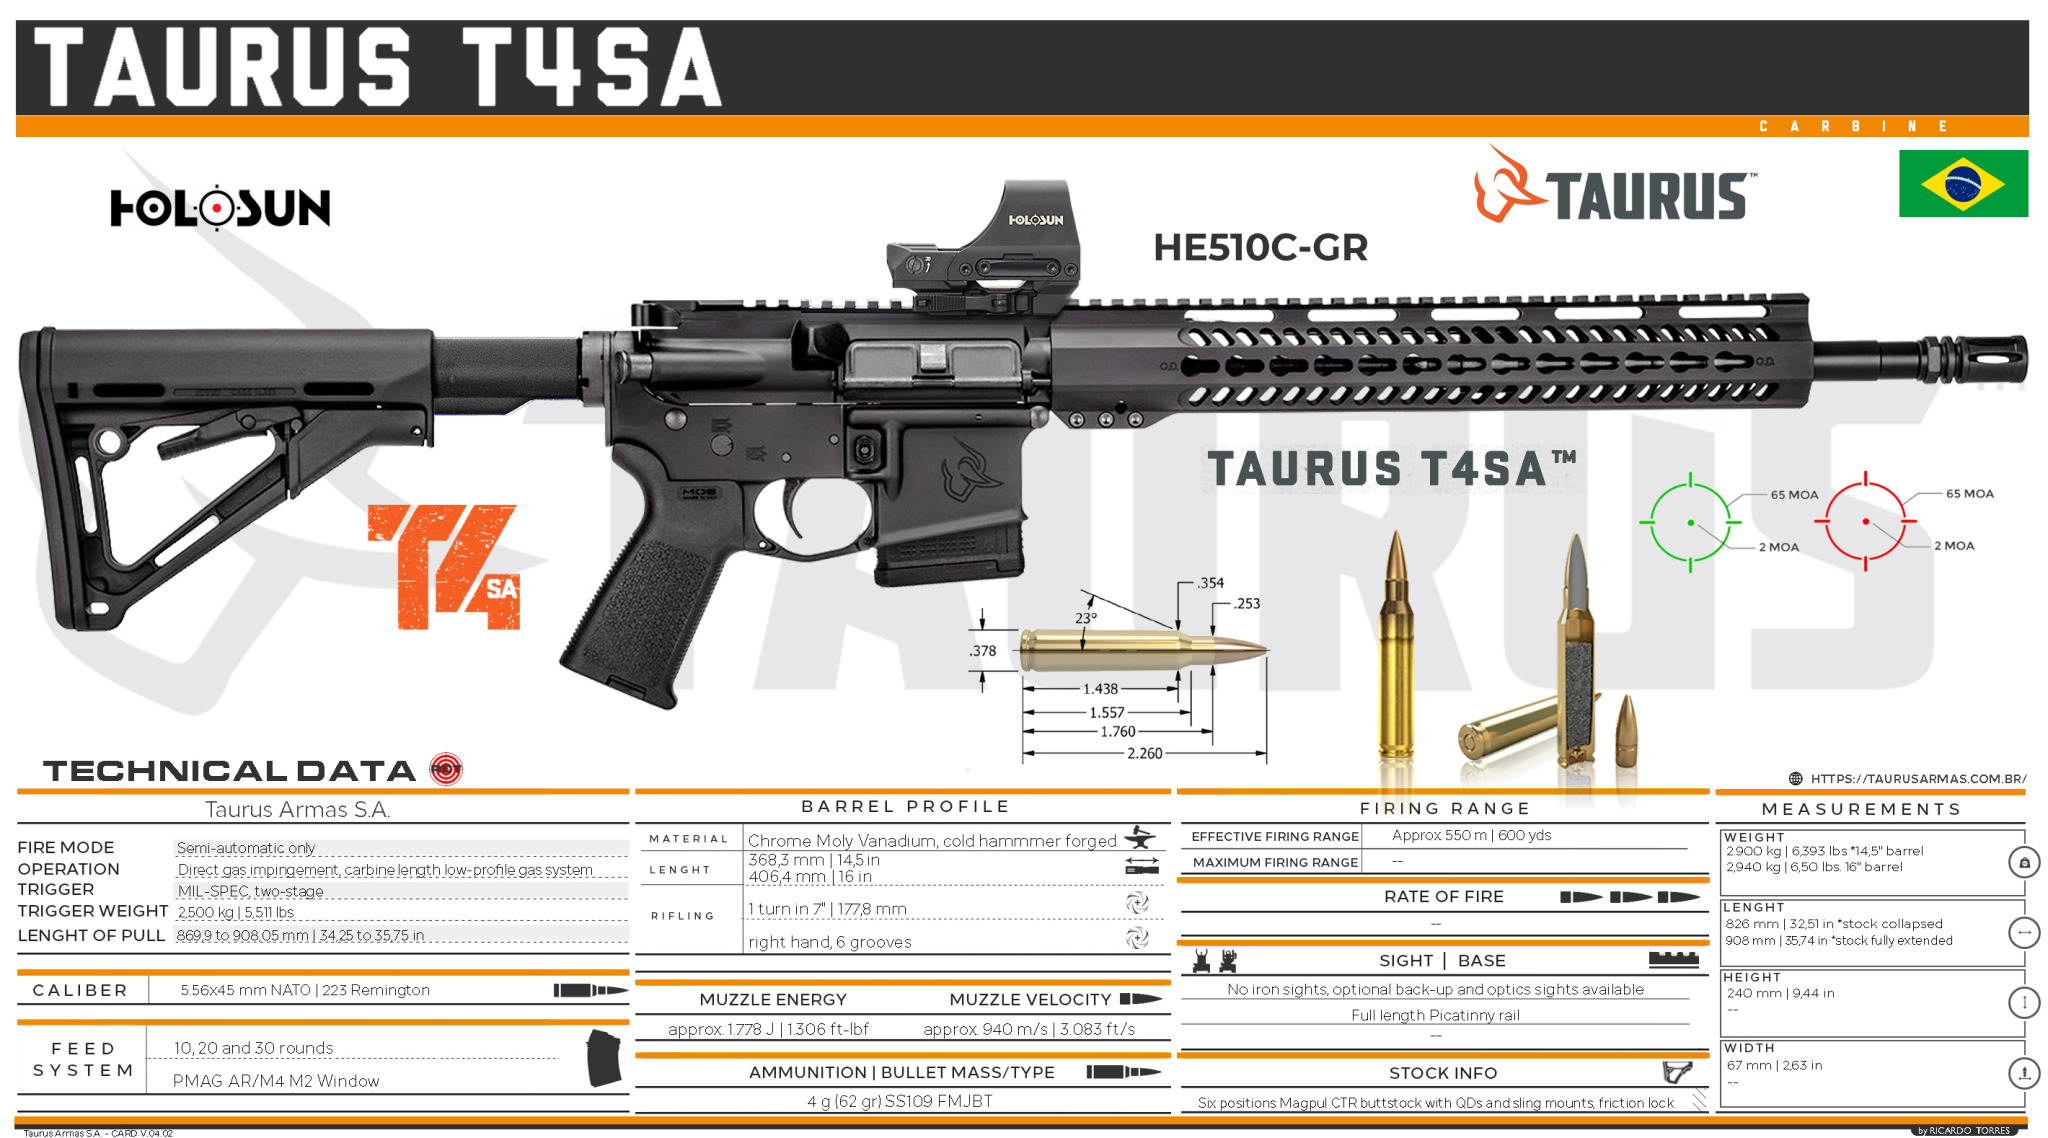 TAURUS T4SA
CARBINE
HOLOSUN
TAURUS™
HOLOSUN
HE510C-GR
O.D.
O.D.
MOE
TAURUS T4SA™
65 MOA
2 MOA
65 MOA
2 MOA
T4SA
.354
.253
23°
.378
1.438
1.557
1.760
2.260
TAURUS
TECHNICAL DATA
HTTPS://TAURUSARMAS.COM.BR/
Taurus Armas S.A.
FIRE MODE Semi-automatic only
OPERATION Direct gas impingement, carbine length low-profile gas system
TRIGGER MIL-SPEC, two-stage
TRIGGER WEIGHT 2,500 kg | 5,511 lbs
LENGHT OF PULL 869,9 to 908,05 mm | 34,25 to 35,75 in
CALIBER 5.56x45 mm NATO | 223 Remington
FEED SYSTEM
10, 20 and 30 rounds
PMAG AR/M4 M2 Window
BARREL PROFILE
MATERIAL Chrome Moly Vanadium, cold hammmer forged
LENGHT 368,3 mm | 14,5 in
406,4 mm | 16 in
RIFLING 1 turn in 7" | 177,8 mm
right hand, 6 grooves
MUZZLE ENERGY MUZZLE VELOCITY
approx. 1.778 J | 1.306 ft-lbf approx. 940 m/s | 3.083 ft/s
AMMUNITION | BULLET MASS/TYPE
4 g (62 gr) SS109 FMJBT
FIRING RANGE
EFFECTIVE FIRING RANGE Approx 550 m | 600 yds
MAXIMUM FIRING RANGE --
RATE OF FIRE
--
SIGHT | BASE
No iron sights, optional back-up and optics sights available
Full length Picatinny rail
--
STOCK INFO
Six positions Magpul CTR buttstock with QDs and sling mounts, friction lock
MEASUREMENTS
WEIGHT
2.900 kg | 6,393 lbs *14,5" barrel
2,940 kg | 6,50 lbs. 16" barrel
LENGHT
826 mm | 32,51 in *stock collapsed
908 mm | 35,74 in *stock fully extended
HEIGHT
240 mm | 9,44 in
--
WIDTH
67 mm | 2,63 in
--
Taurus Armas S.A. - CARD V.04.02
by RICARDO TORRES